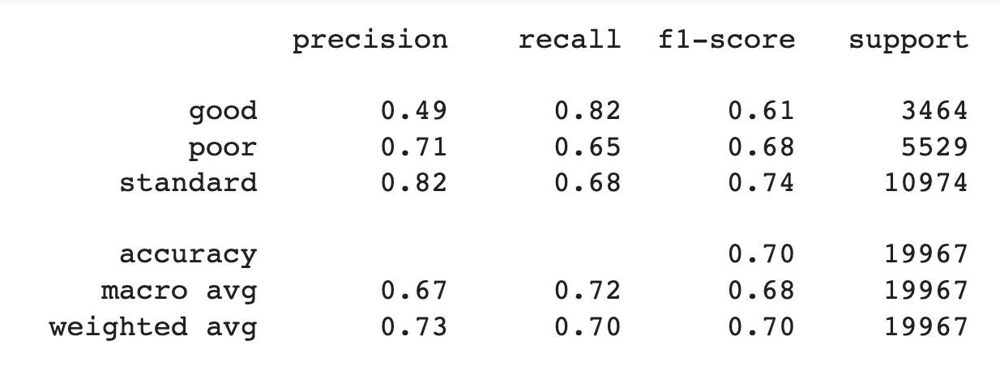 precision recall f1-score support
good 0.49 0.82 0.61 3464
poor 0.71 0.65 0.68 5529
standard 0.82 0.68 0.74 10974
accuracy 0.70 19967
macro avg 0.67 0.72 0.68 19967
weighted avg 0.73 0.70 0.70 19967